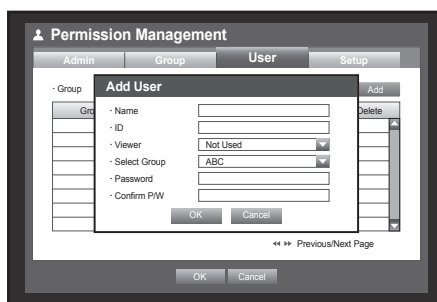 Permission Management
Admin Group User Setup
· Group Add
Add User
Gro Delete
· Name
· ID
· Viewer Not Used
· Select Group ABC
· Password
· Confirm P/W
OK Cancel
Previous/Next Page
OK Cancel